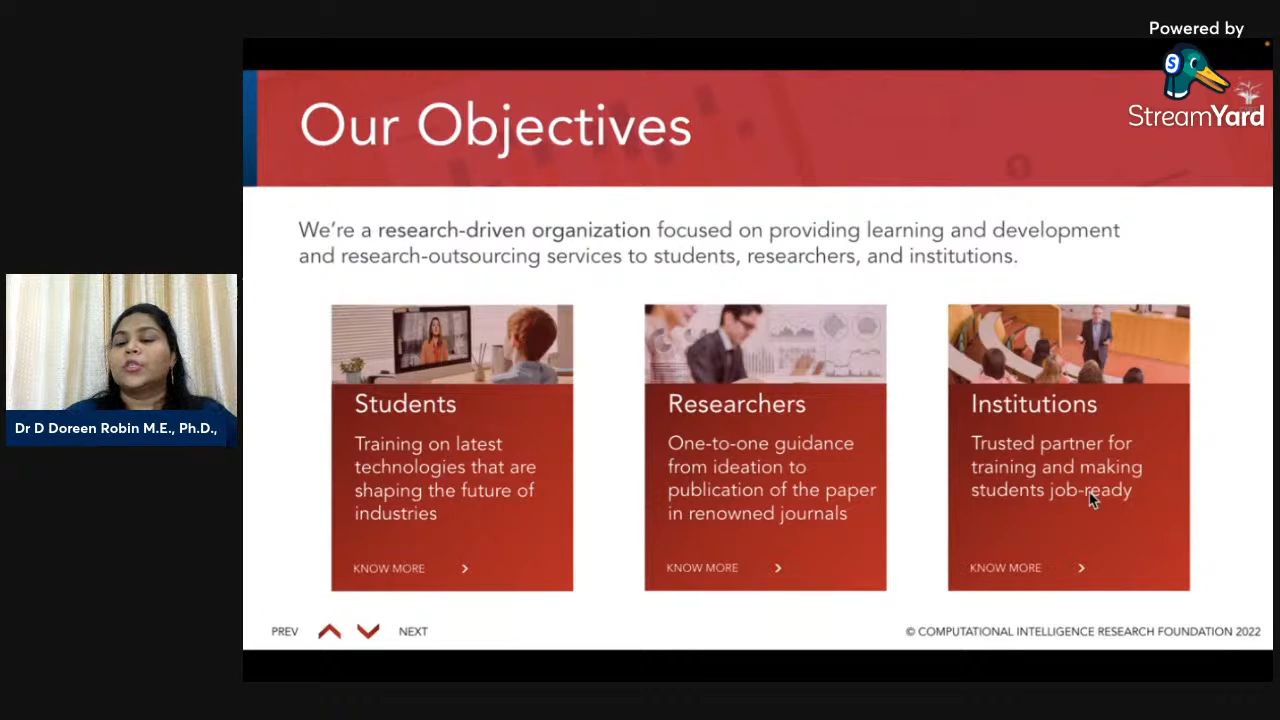 Powered by
S
StreamYard
Our Objectives
We’re a research-driven organization focused on providing learning and development
and research-outsourcing services to students, researchers, and institutions.
Students
Training on latest
technologies that are
shaping the future of
industries
KNOW MORE >
Researchers
One-to-one guidance
from ideation to
publication of the paper
in renowned journals
KNOW MORE >
Institutions
Trusted partner for
training and making
students job-ready
KNOW MORE >
Dr D Doreen Robin M.E., Ph.D.,
PREV
NEXT
© COMPUTATIONAL INTELLIGENCE RESEARCH FOUNDATION 2022